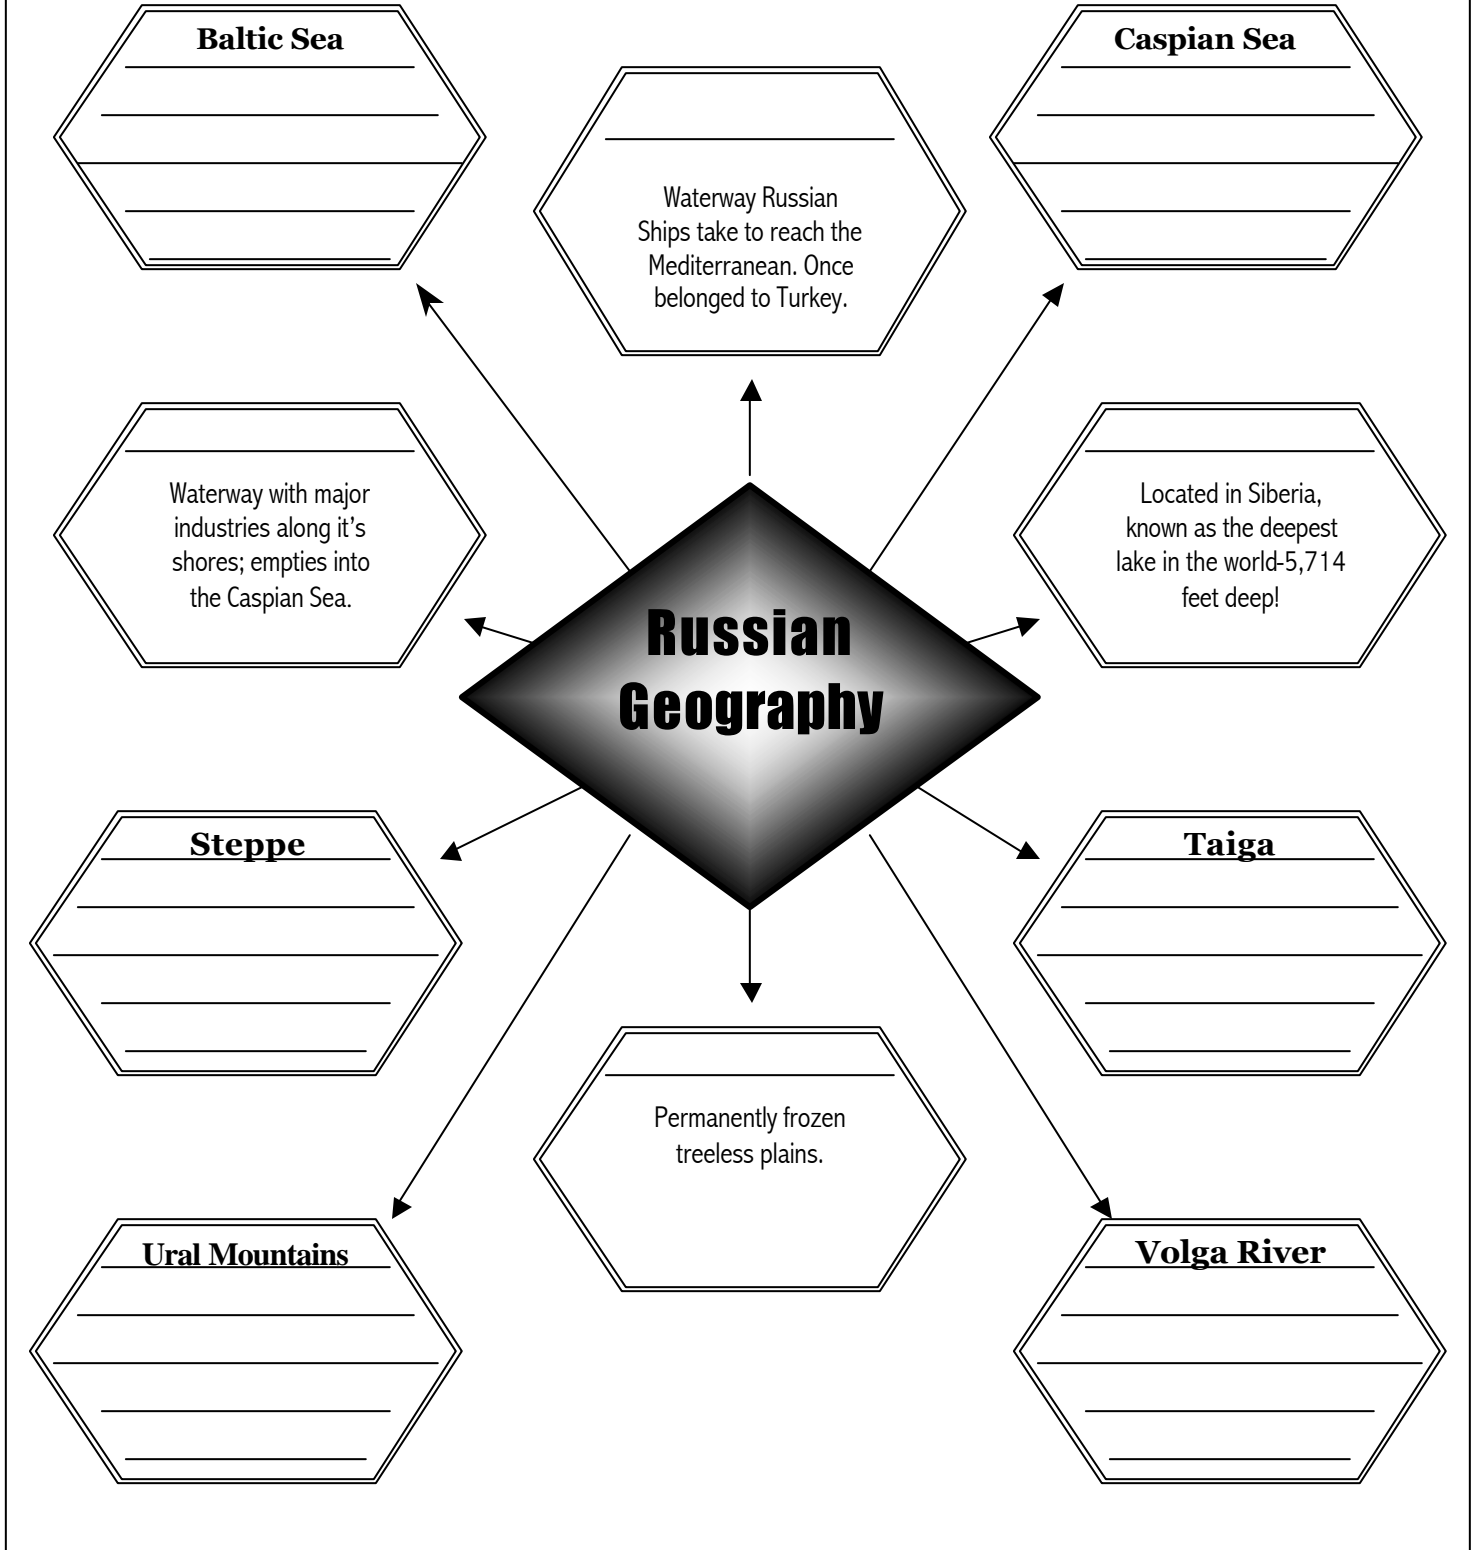 Baltic Sea
Caspian Sea
Waterway Russian
Ships take to reach the
Mediterranean. Once
belonged to Turkey.
Waterway with major
industries along it's
shores; empties into
the Caspian Sea.
Located in Siberia,
known as the deepest
lake in the world-5,714
feet deep!
Russian
Geography
Steppe
Taiga
Permanently frozen
treeless plains.
Ural Mountains
Volga River